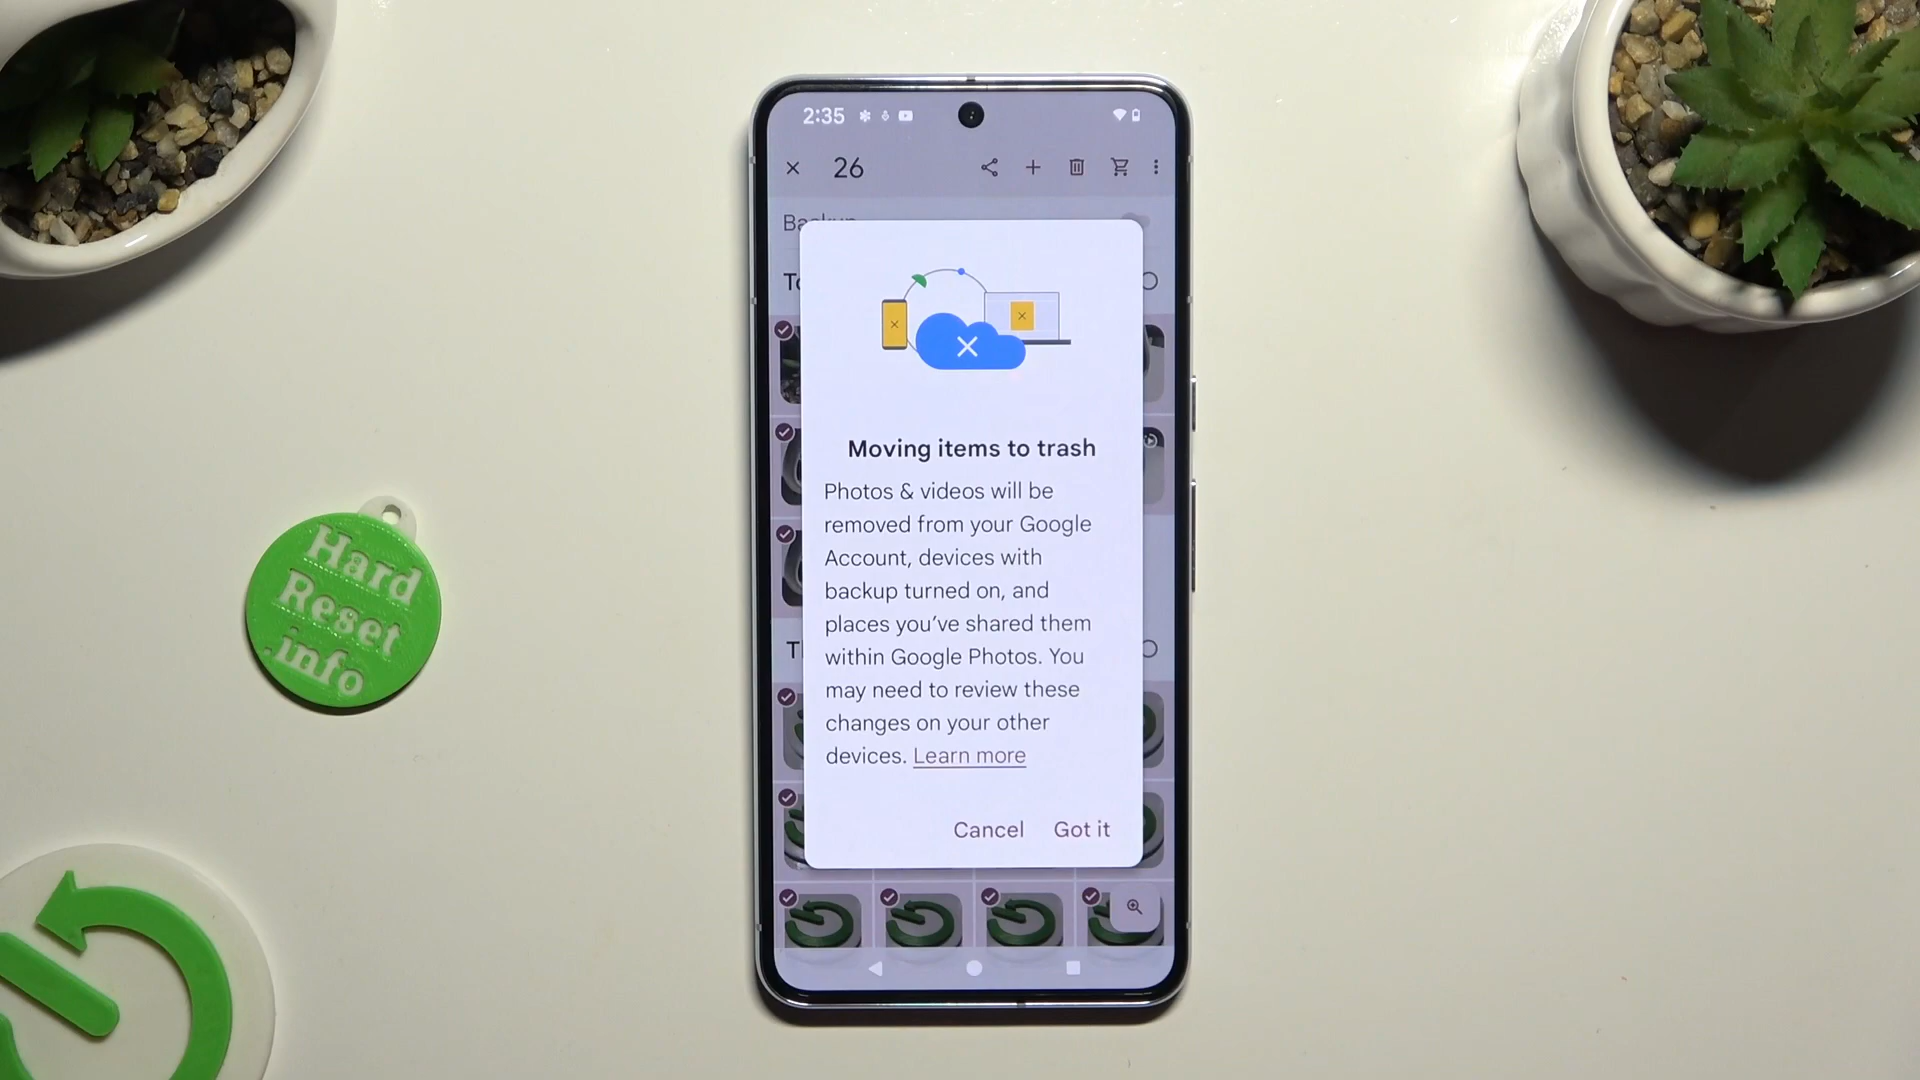 2:35
26
Backup
Moving items to trash
Photos & videos will be
removed from your Google
Account, devices with
backup turned on, and
places you've shared them
within Google Photos. You
may need to review these
changes on your other
devices. Learn more
Cancel Got it
Hard
Reset
.info